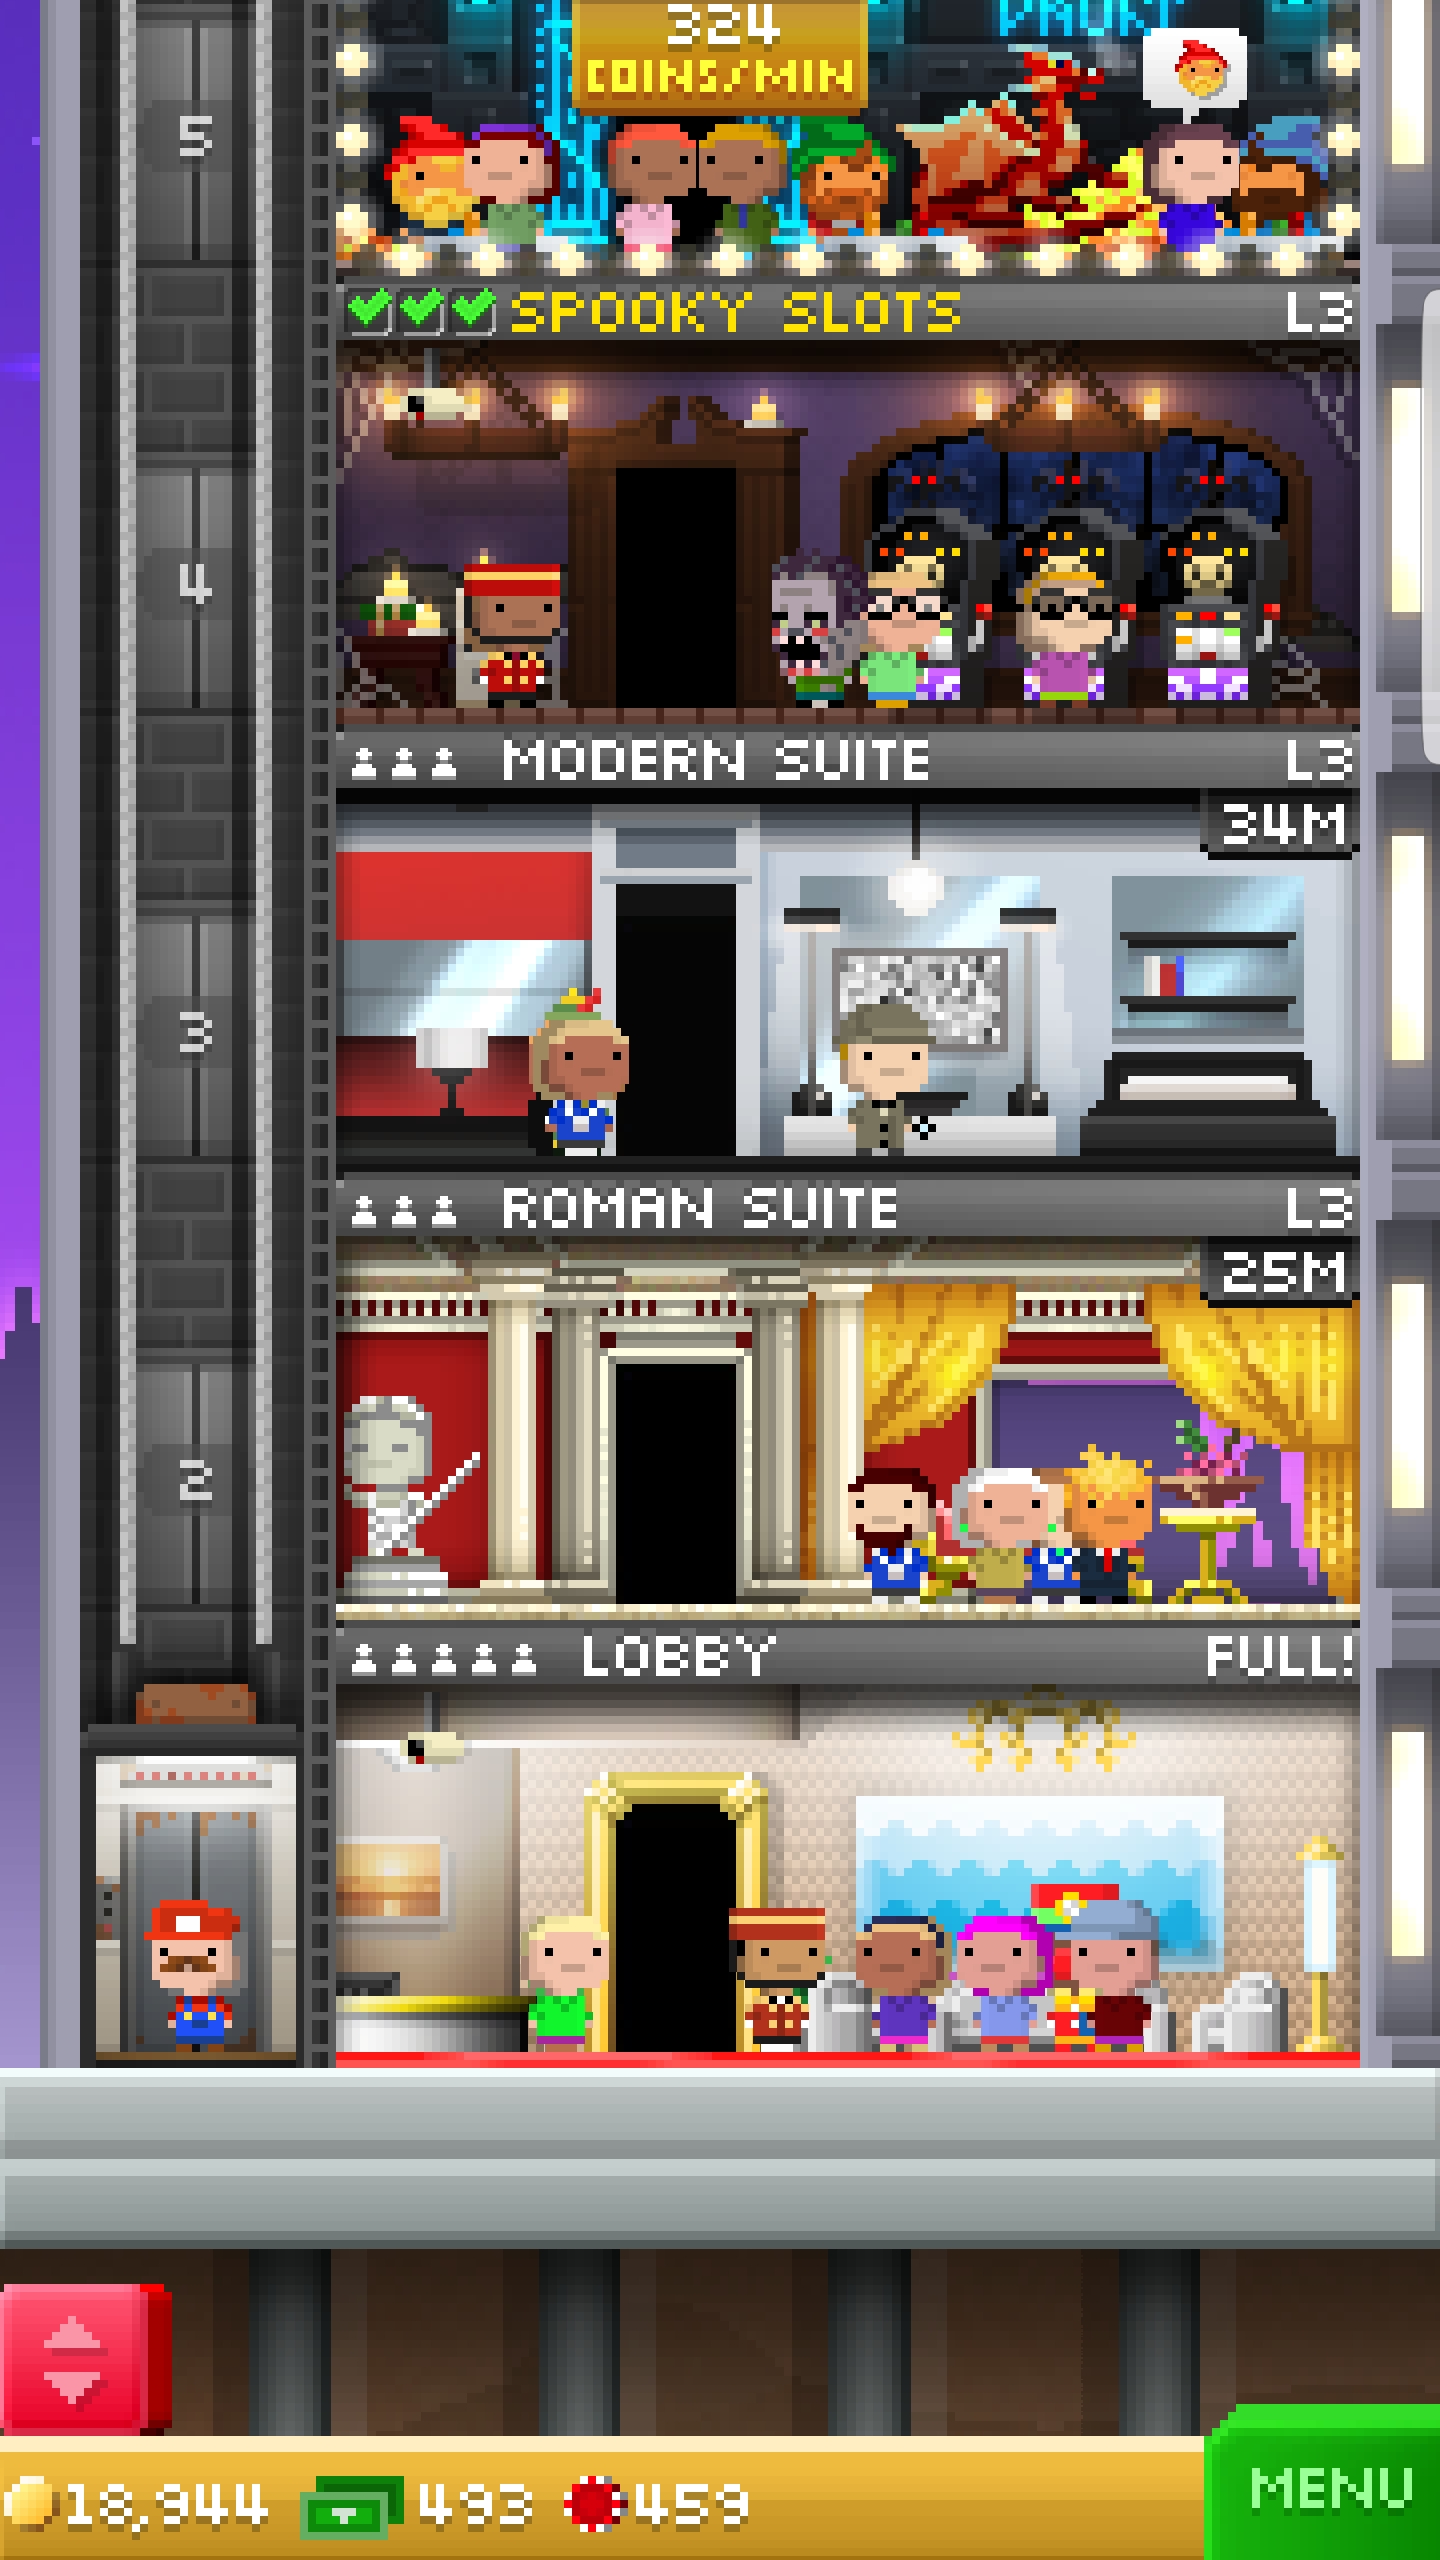 324
COINS/MIN
5
SPOOKY SLOTS L3
4
MODERN SUITE L3
34M
3
ROMAN SUITE L3
25M
2
LOBBY FULL!
18,944 493 459
MENU